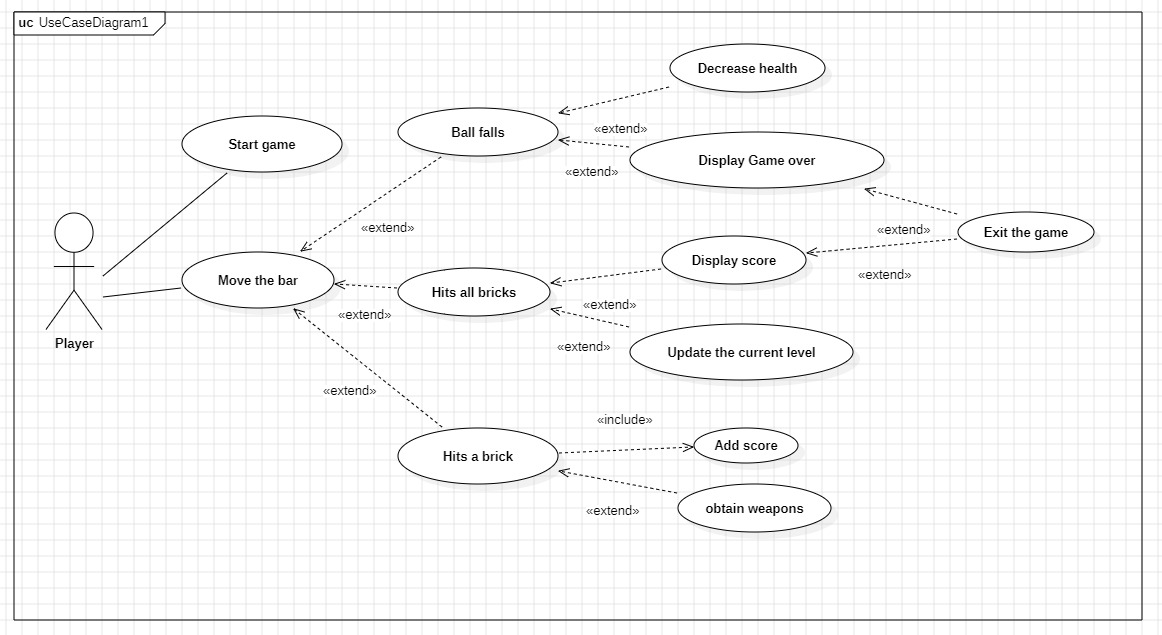 uc UseCaseDiagram1
Decrease health
Ball falls
«extend»
Start game
Display Game over
«extend»
«extend»
«extend»
Exit the game
Display score
«extend»
Move the bar
Hits all bricks
«extend»
«extend»
Player
«extend»
Update the current level
«extend»
«include»
Add score
Hits a brick
obtain weapons
«extend»